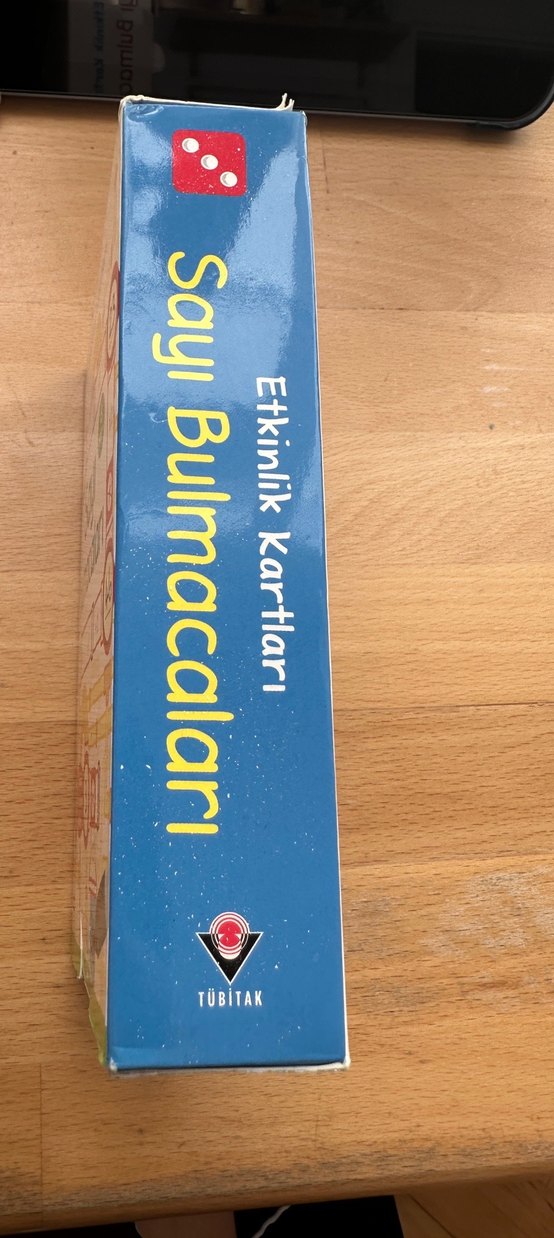 Etkinlik Kartları
Sayı Bulmacaları
TÜBİTAK